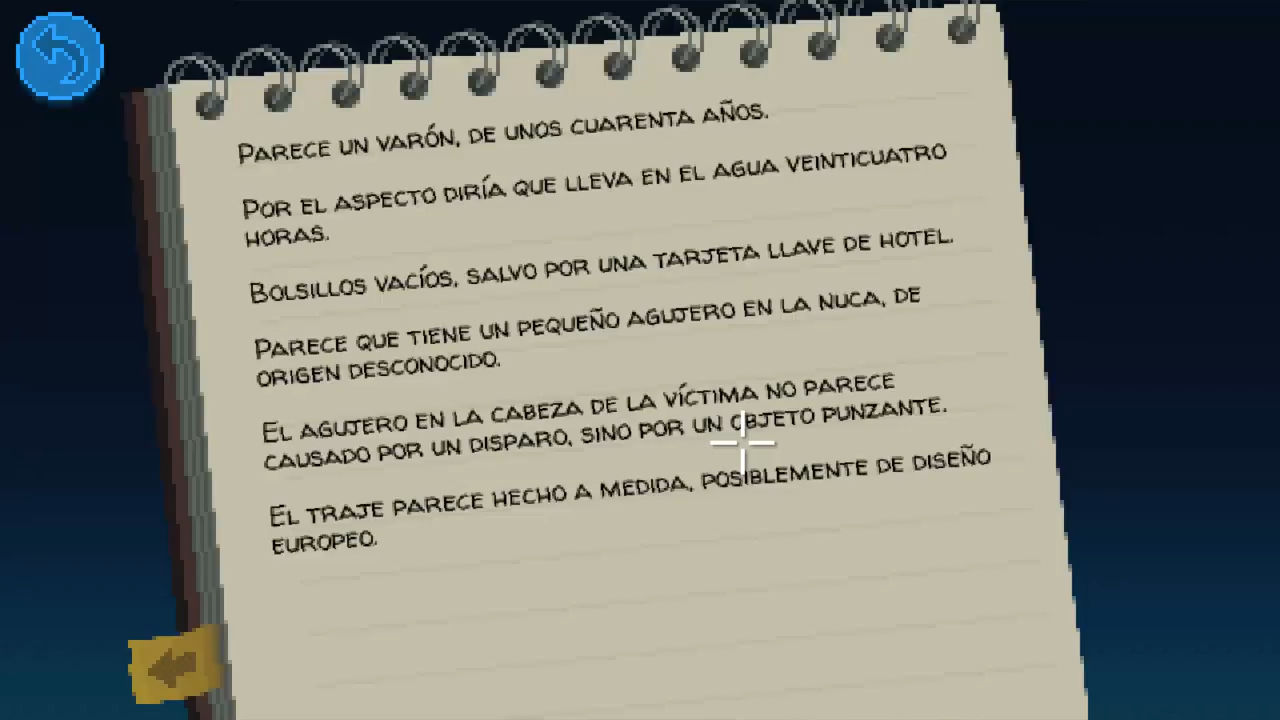 PARECE UN VARÓN, DE UNOS CUARENTA AÑOS.
POR EL ASPECTO DIRÍA QUE LLEVA EN EL AGUA VEINTICUATRO
HORAS.
BOLSILLOS VACÍOS, SALVO POR UNA TARJETA LLAVE DE HOTEL.
PARECE QUE TIENE UN PEQUEÑO AGUJERO EN LA NUCA, DE
ORIGEN DESCONOCIDO.
EL AGUJERO EN LA CABEZA DE LA VÍCTIMA NO PARECE
CAUSADO POR UN DISPARO, SINO POR UN OBJETO PUNZANTE.
EL TRAJE PARECE HECHO A MEDIDA, POSIBLEMENTE DE DISEÑO
EUROPEO.